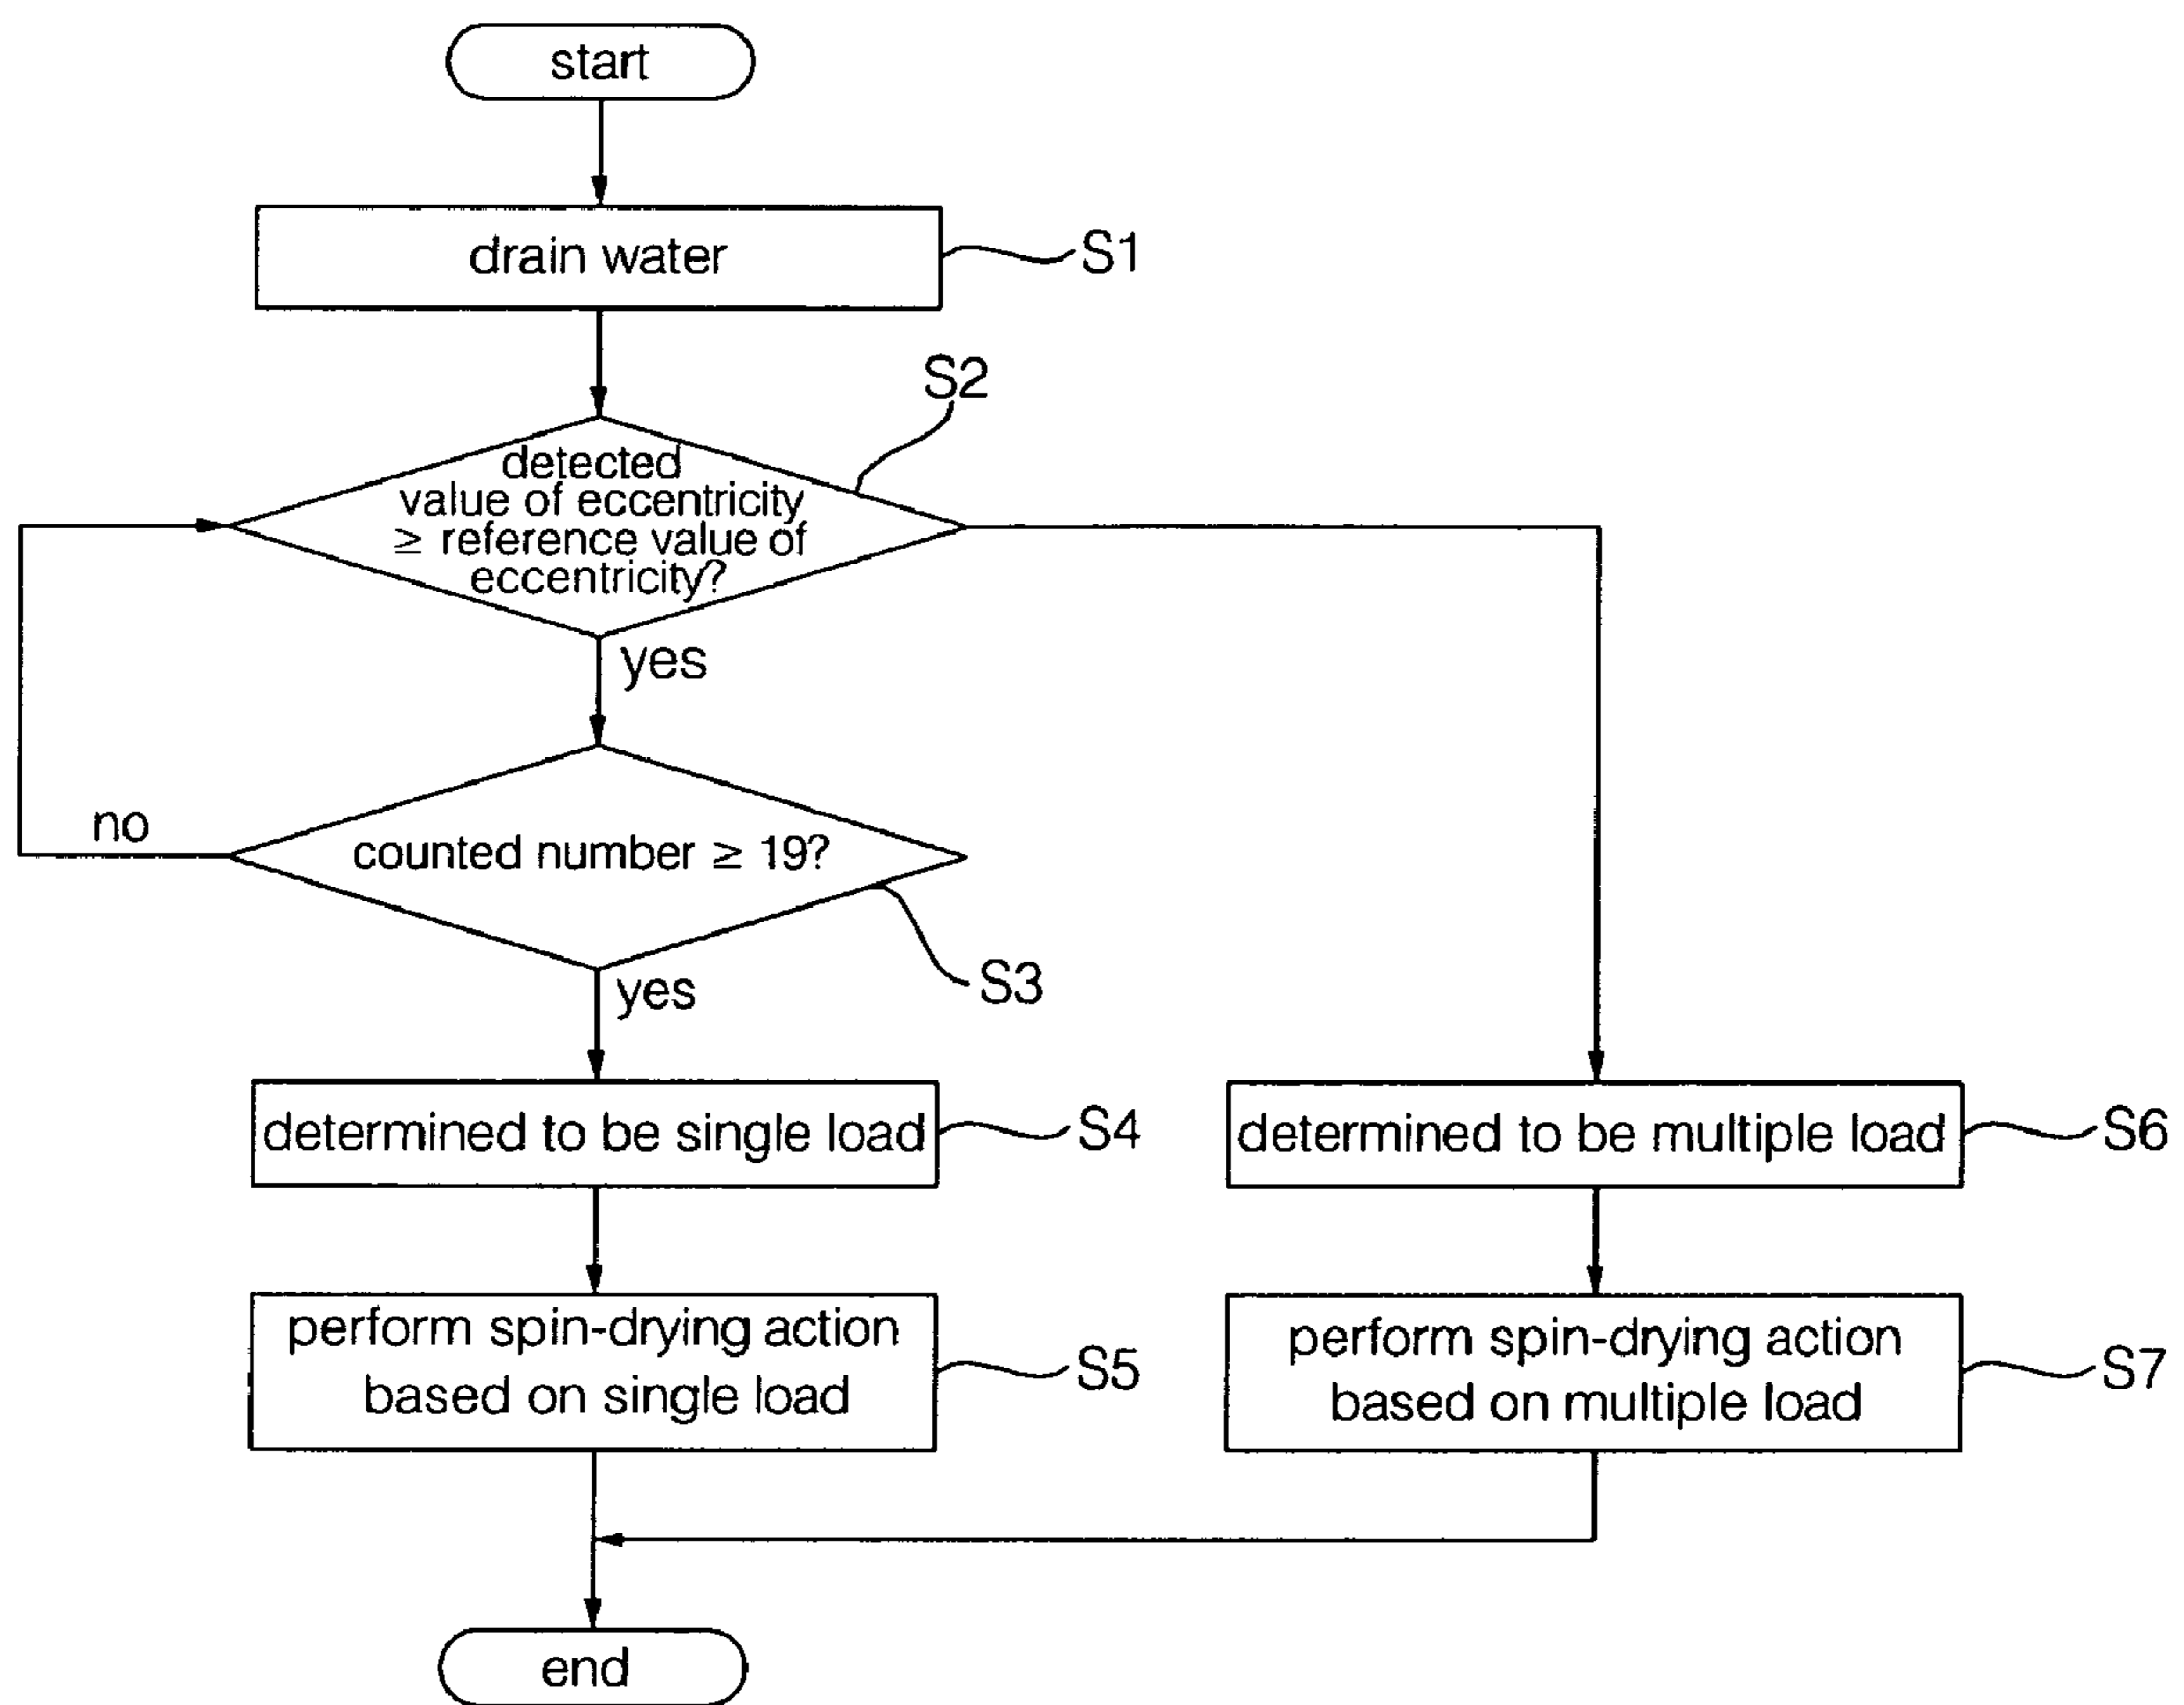 start
drain water
S1
S2
detected
value of eccentricity
≥ reference value of
eccentricity?
yes
no
counted number ≥ 19?
S3
yes
determined to be single load
S4
determined to be multiple load
S6
perform spin-drying action
based on single load
S5
perform spin-drying action
based on multiple load
S7
end